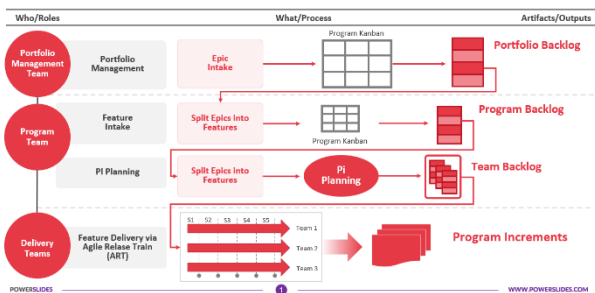 Who/Roles
What/Process
Artifacts/Outputs
Portfolio
Management
Team
Portfolio
Management
Epic
Intake
Program Kanban
Portfolio Backlog
Program
Team
Feature
Intake
Split Epics Into
Features
Program Kanban
Program Backlog
PI Planning
Split Epics into
Features
Pi
Planning
Team Backlog
Delivery
Teams
Feature Delivery via
Agile Relase Train
(ART)
S1 S2 S3 S4 S5
Team 1
Team 2
Team 3
Program Increments
POWERSLIDES
1
WWW.POWERSLIDES.COM